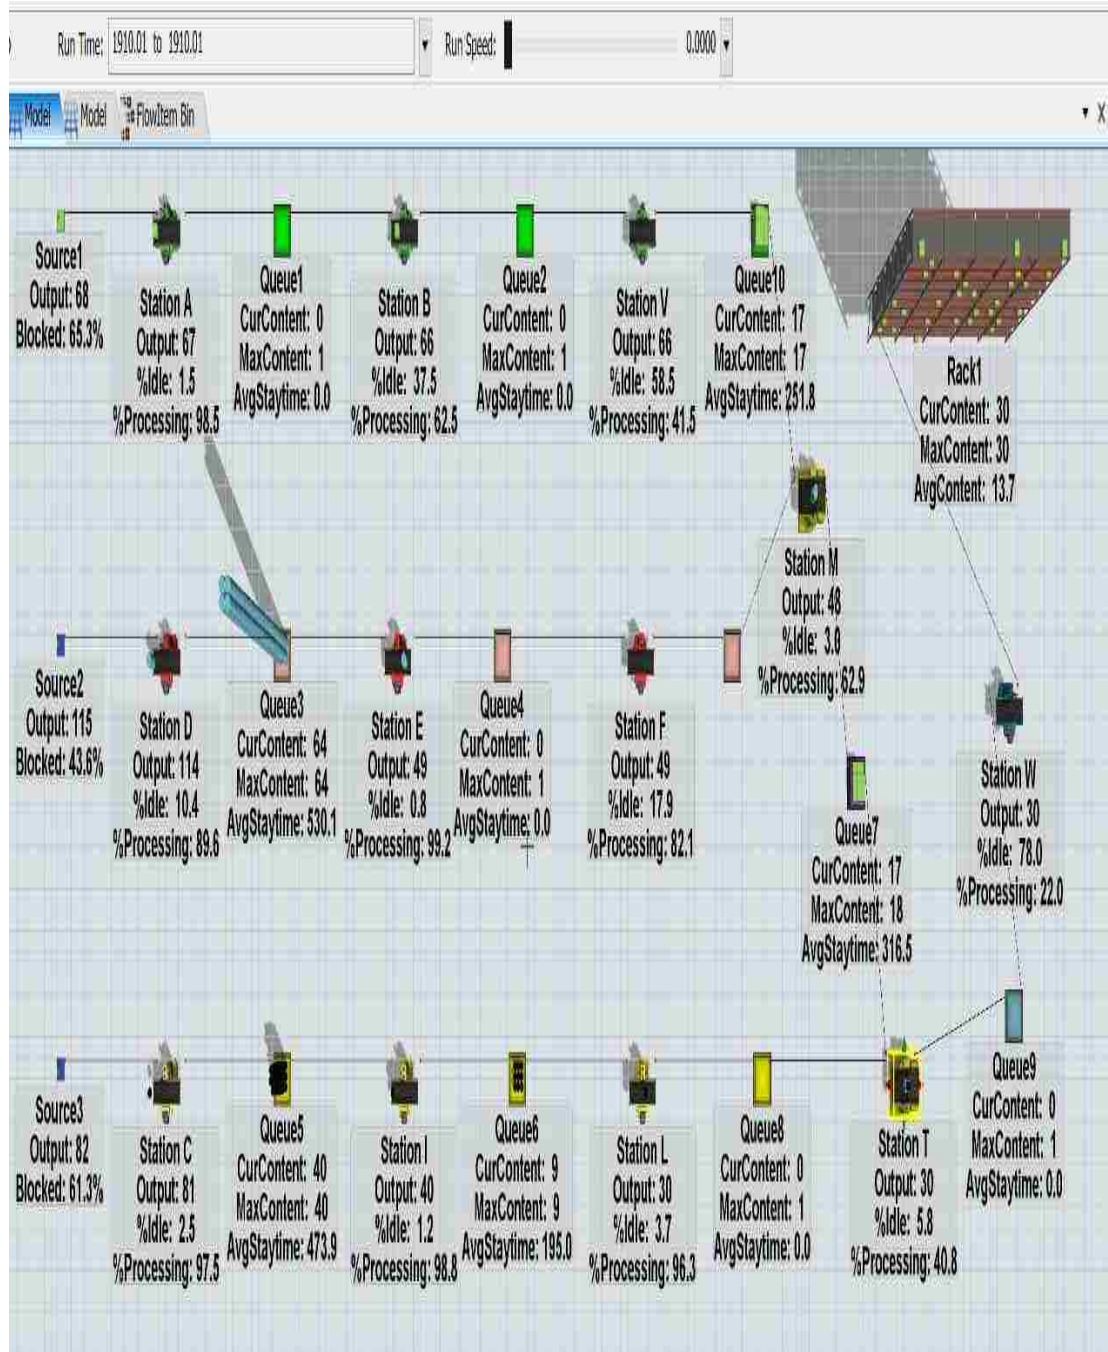 Run Time: 1910.01 to 1910.01 Run Speed: 0.0000
Model Model FlowItem Bin X
Source1
Output: 68
Blocked: 65.3%
Station A
Output: 67
%Idle: 1.5
%Processing: 98.5
Queue1
CurContent: 0
MaxContent: 1
AvgStaytime: 0.0
Station B
Output: 66
%Idle: 37.5
%Processing: 62.5
Queue2
CurContent: 0
MaxContent: 1
AvgStaytime: 0.0
Station V
Output: 66
%Idle: 58.5
%Processing: 41.5
Queue10
CurContent: 17
MaxContent: 17
AvgStaytime: 251.8
Rack1
CurContent: 30
MaxContent: 30
AvgContent: 13.7
Station M
Output: 48
%Idle: 3.8
%Processing: 62.9
Source2
Output: 115
Blocked: 43.6%
Station D
Output: 114
%Idle: 10.4
%Processing: 89.6
Queue3
CurContent: 64
MaxContent: 64
AvgStaytime: 530.1
Station E
Output: 49
%Idle: 0.8
%Processing: 99.2
Queue4
CurContent: 0
MaxContent: 1
AvgStaytime: 0.0
Station F
Output: 49
%Idle: 17.9
%Processing: 82.1
Queue7
CurContent: 17
MaxContent: 18
AvgStaytime: 316.5
Station W
Output: 30
%Idle: 78.0
%Processing: 22.0
Source3
Output: 82
Blocked: 61.3%
Station C
Output: 81
%Idle: 2.5
%Processing: 97.5
Queue5
CurContent: 40
MaxContent: 40
AvgStaytime: 473.9
Station I
Output: 40
%Idle: 1.2
%Processing: 98.8
Queue6
CurContent: 9
MaxContent: 9
AvgStaytime: 195.0
Station L
Output: 30
%Idle: 3.7
%Processing: 96.3
Queue8
CurContent: 0
MaxContent: 1
AvgStaytime: 0.0
Station T
Output: 30
%Idle: 5.8
%Processing: 40.8
Queue9
CurContent: 0
MaxContent: 1
AvgStaytime: 0.0